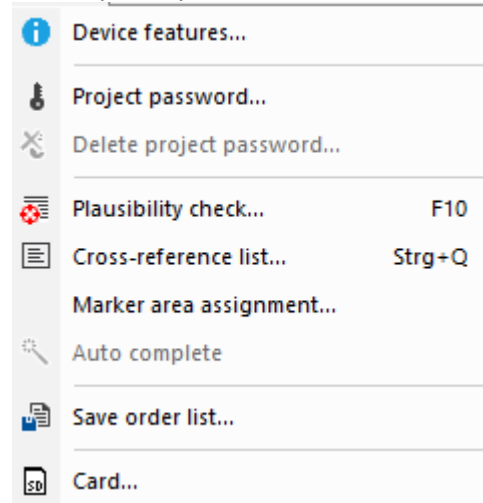 Device features...
Project password...
Delete project password...
Plausibility check... F10
Cross-reference list... Strg+Q
Marker area assignment...
Auto complete
Save order list...
SD Card...